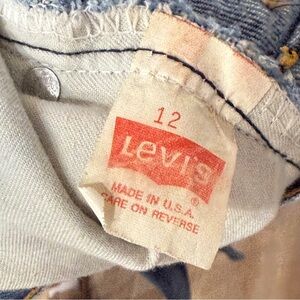 12
Levi's
®
MADE IN U.S.A.
CARE ON REVERSE